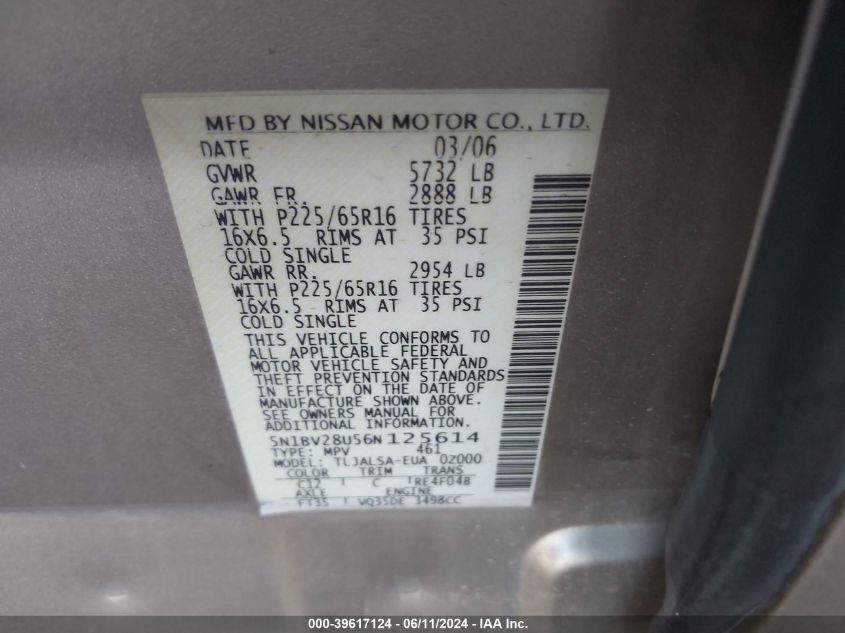 MFD BY NISSAN MOTOR CO., LTD.
DATE 03/06
GVWR 5732 LB
GAWR FR. 2888 LB
WITH P225/65R16 TIRES
16X6.5 RIMS AT 35 PSI
COLD SINGLE
GAWR RR. 2954 LB
WITH P225/65R16 TIRES
16X6.5 RIMS AT 35 PSI
COLD SINGLE
THIS VEHICLE CONFORMS TO
ALL APPLICABLE FEDERAL
MOTOR VEHICLE SAFETY AND
THEFT PREVENTION STANDARDS
IN EFFECT ON THE DATE OF
MANUFACTURE SHOWN ABOVE.
SEE OWNERS MANUAL FOR
ADDITIONAL INFORMATION.
5N1BV28U56N125614
TYPE: MPV 461
MODEL: TLJALSA-EUA 0Z000
COLOR TRIM TRANS
C12 C RE4F04B
AXLE ENGINE
FT35 VQ35DE 3498CC
000-39617124 - 06/11/2024 - IAA Inc.